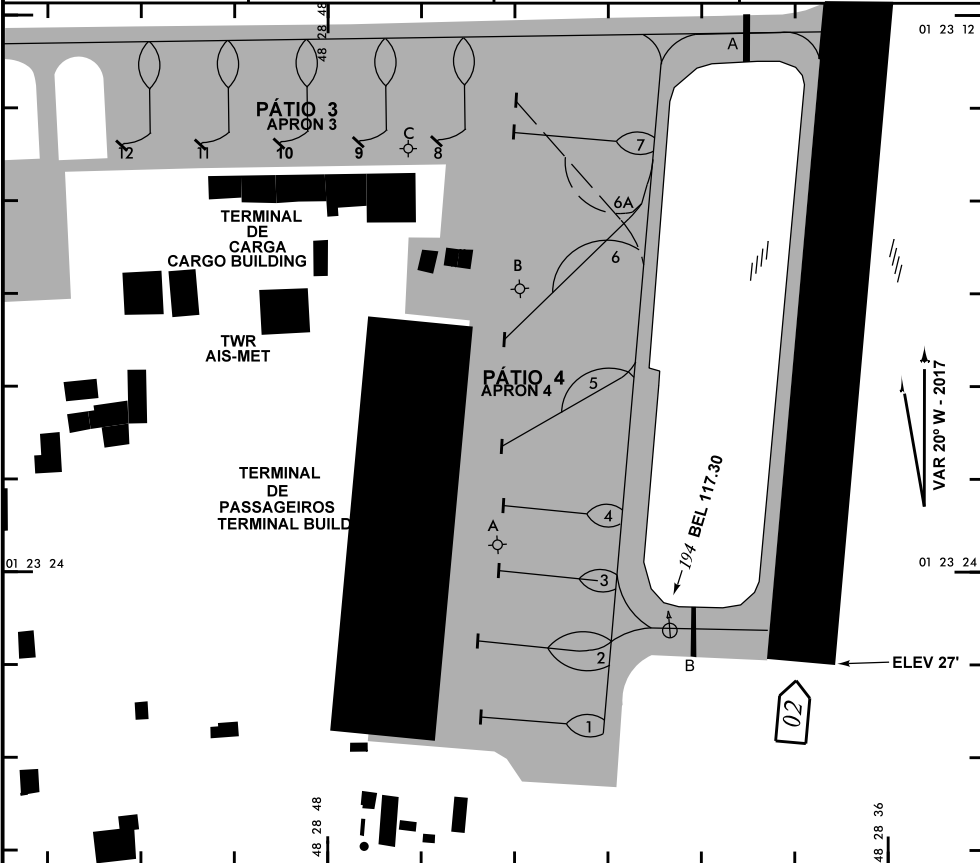 48 28 48
A
01 23 12
PÁTIO 3
APRON 3
C
12
11
10
9
8
7
6A
TERMINAL
DE
CARGA
CARGO BUILDING
6
B
TWR
AIS-MET
PÁTIO 4
APRON 4
5
VAR 20º W - 2017
TERMINAL
DE
PASSAGEIROS
TERMINAL BUILD
194 BEL 117.30
4
A
01 23 24
01 23 24
3
2
B
ELEV 27'
1
02
48 28 48
48 28 36